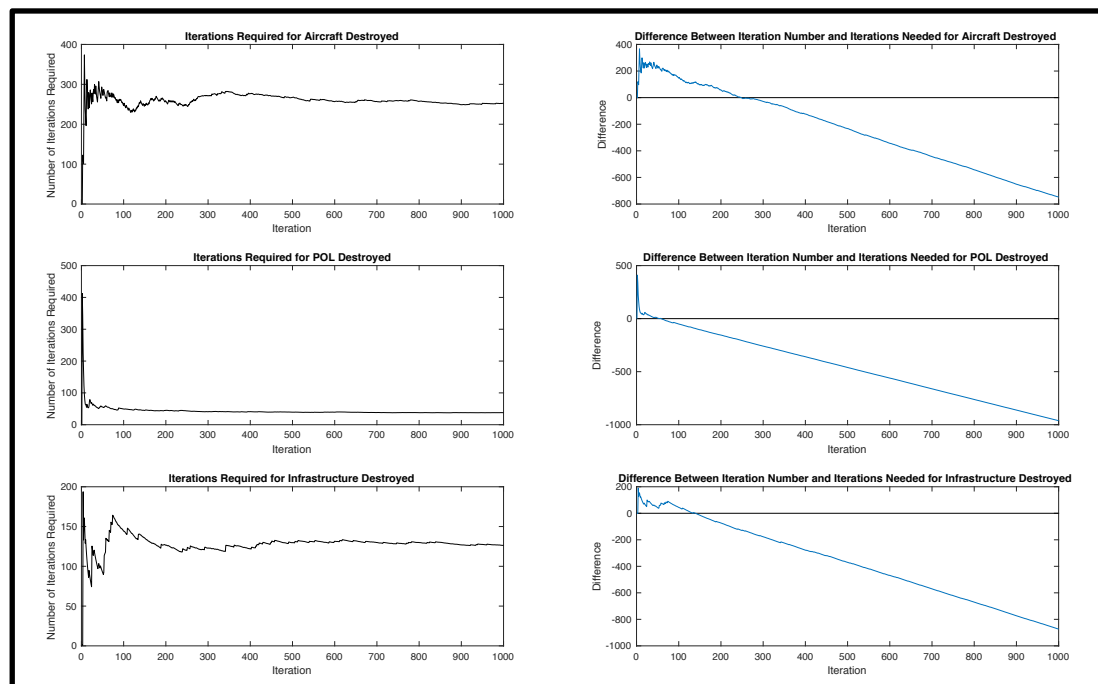 Iterations Required for Aircraft Destroyed
Number of Iterations Required
400
300
200
100
0
0 100 200 300 400 500 600 700 800 900 1000
Iteration
Difference Between Iteration Number and Iterations Needed for Aircraft Destroyed
Difference
400
200
0
-200
-400
-600
-800
0 100 200 300 400 500 600 700 800 900 1000
Iteration
Iterations Required for POL Destroyed
Number of Iterations Required
500
400
300
200
100
0
0 100 200 300 400 500 600 700 800 900 1000
Iteration
Difference Between Iteration Number and Iterations Needed for POL Destroyed
Difference
500
0
-500
-1000
0 100 200 300 400 500 600 700 800 900 1000
Iteration
Iterations Required for Infrastructure Destroyed
Number of Iterations Required
200
150
100
50
0
0 100 200 300 400 500 600 700 800 900 1000
Iteration
Difference Between Iteration Number and Iterations Needed for Infrastructure Destroyed
Difference
200
0
-200
-400
-600
-800
-1000
0 100 200 300 400 500 600 700 800 900 1000
Iteration